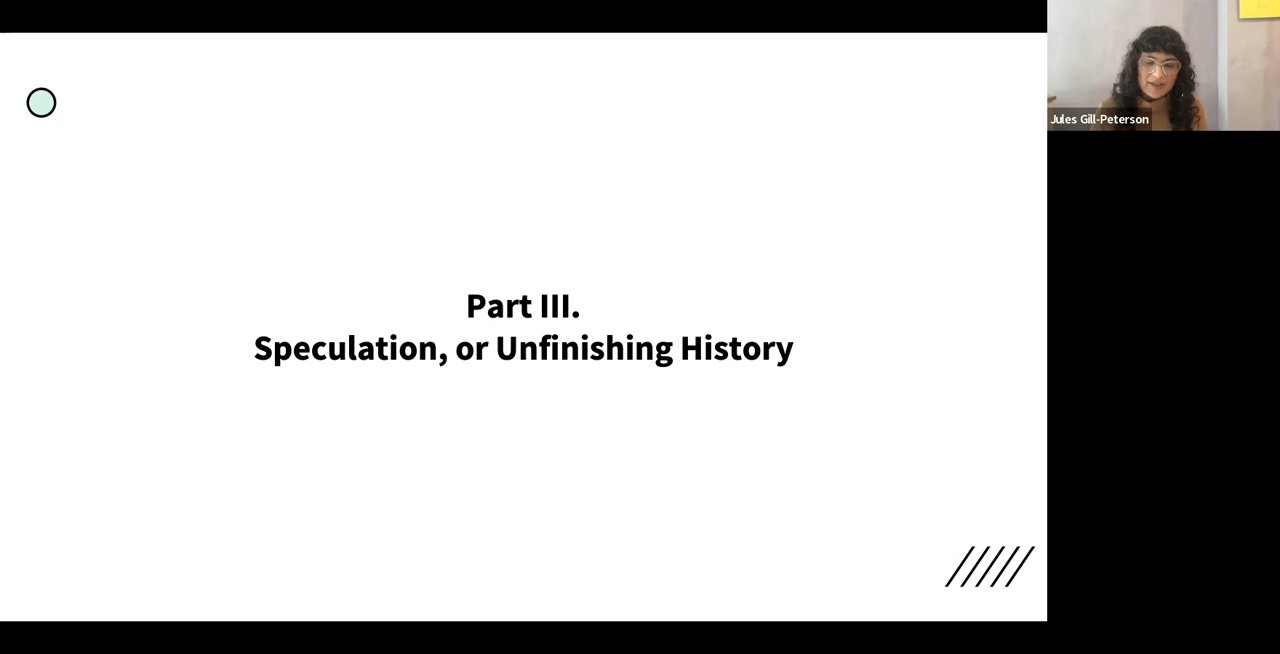 Part III.
Speculation, or Unfinishing History
Jules Gill-Peterson